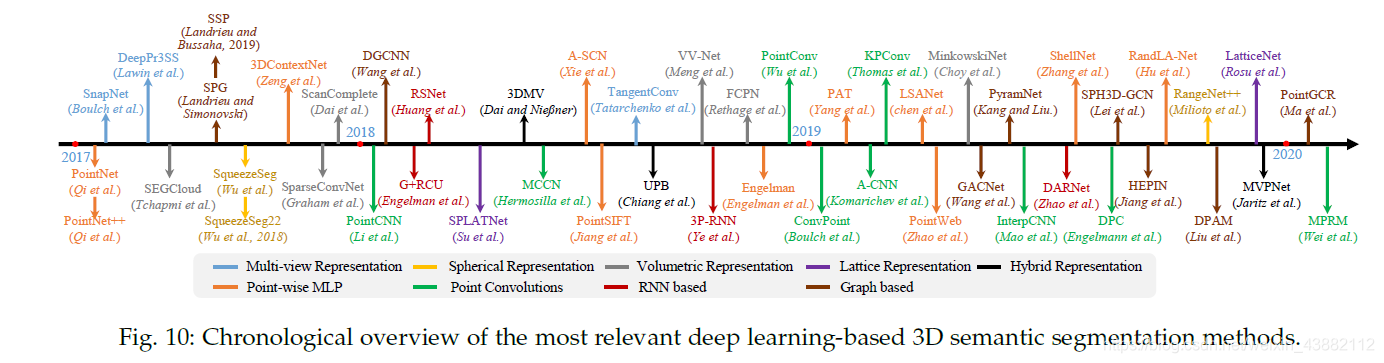 SSP
(Landrieu and
Bussaha, 2019)
DeepPr3SS
(Lawin et al.)
3DContextNet
(Zeng et al.)
DGCNN
(Wang et al.)
A-SCN
(Xie et al.)
VV-Net
(Meng et al.)
PointConv
(Wu et al.)
KPConv
(Thomas et al.)
MinkowskiNet
(Choy et al.)
ShellNet
(Zhang et al.)
RandLA-Net
(Hu et al.)
LatticeNet
(Rosu et al.)
SnapNet
(Boulch et al.)
SPG
(Landrieu and
Simonovski)
ScanComplete
(Dai et al.)
RSNet
(Huang et al.)
3DMV
(Dai and Nießner)
TangentConv
(Tatarchenko et al.)
FCPN
(Rethage et al.)
PAT
(Yang et al.)
LSANet
(chen et al.)
PyramNet
(Kang and Liu.)
SPH3D-GCN
(Lei et al.)
RangeNet++
(Milioto et al.)
PointGCR
(Ma et al.)
2017
2018
2019
2020
PointNet
(Qi et al.)
PointNet++
(Qi et al.)
SEGCloud
(Tchapmi et al.)
SqueezeSeg
(Wu et al.)
SqueezeSeg22
(Wu et al., 2018)
SparseConvNet
(Graham et al.)
PointCNN
(Li et al.)
G+RCU
(Engelman et al.)
SPLATNet
(Su et al.)
MCCN
(Hermosilla et al.)
PointSIFT
(Jiang et al.)
UPB
(Chiang et al.)
3P-RNN
(Ye et al.)
Engelman
(Engelman et al.)
ConvPoint
(Boulch et al.)
A-CNN
(Komarichev et al.)
PointWeb
(Zhao et al.)
GACNet
(Wang et al.)
InterpCNN
(Mao et al.)
DARNet
(Zhao et al.)
DPC
(Engelmann et al.)
HEPIN
(Jiang et al.)
DPAM
(Liu et al.)
MVPNet
(Jaritz et al.)
MPRM
(Wei et al.)
Multi-view Representation
Spherical Representation
Volumetric Representation
Lattice Representation
Hybrid Representation
Point-wise MLP
Point Convolutions
RNN based
Graph based
Fig. 10: Chronological overview of the most relevant deep learning-based 3D semantic segmentation methods.